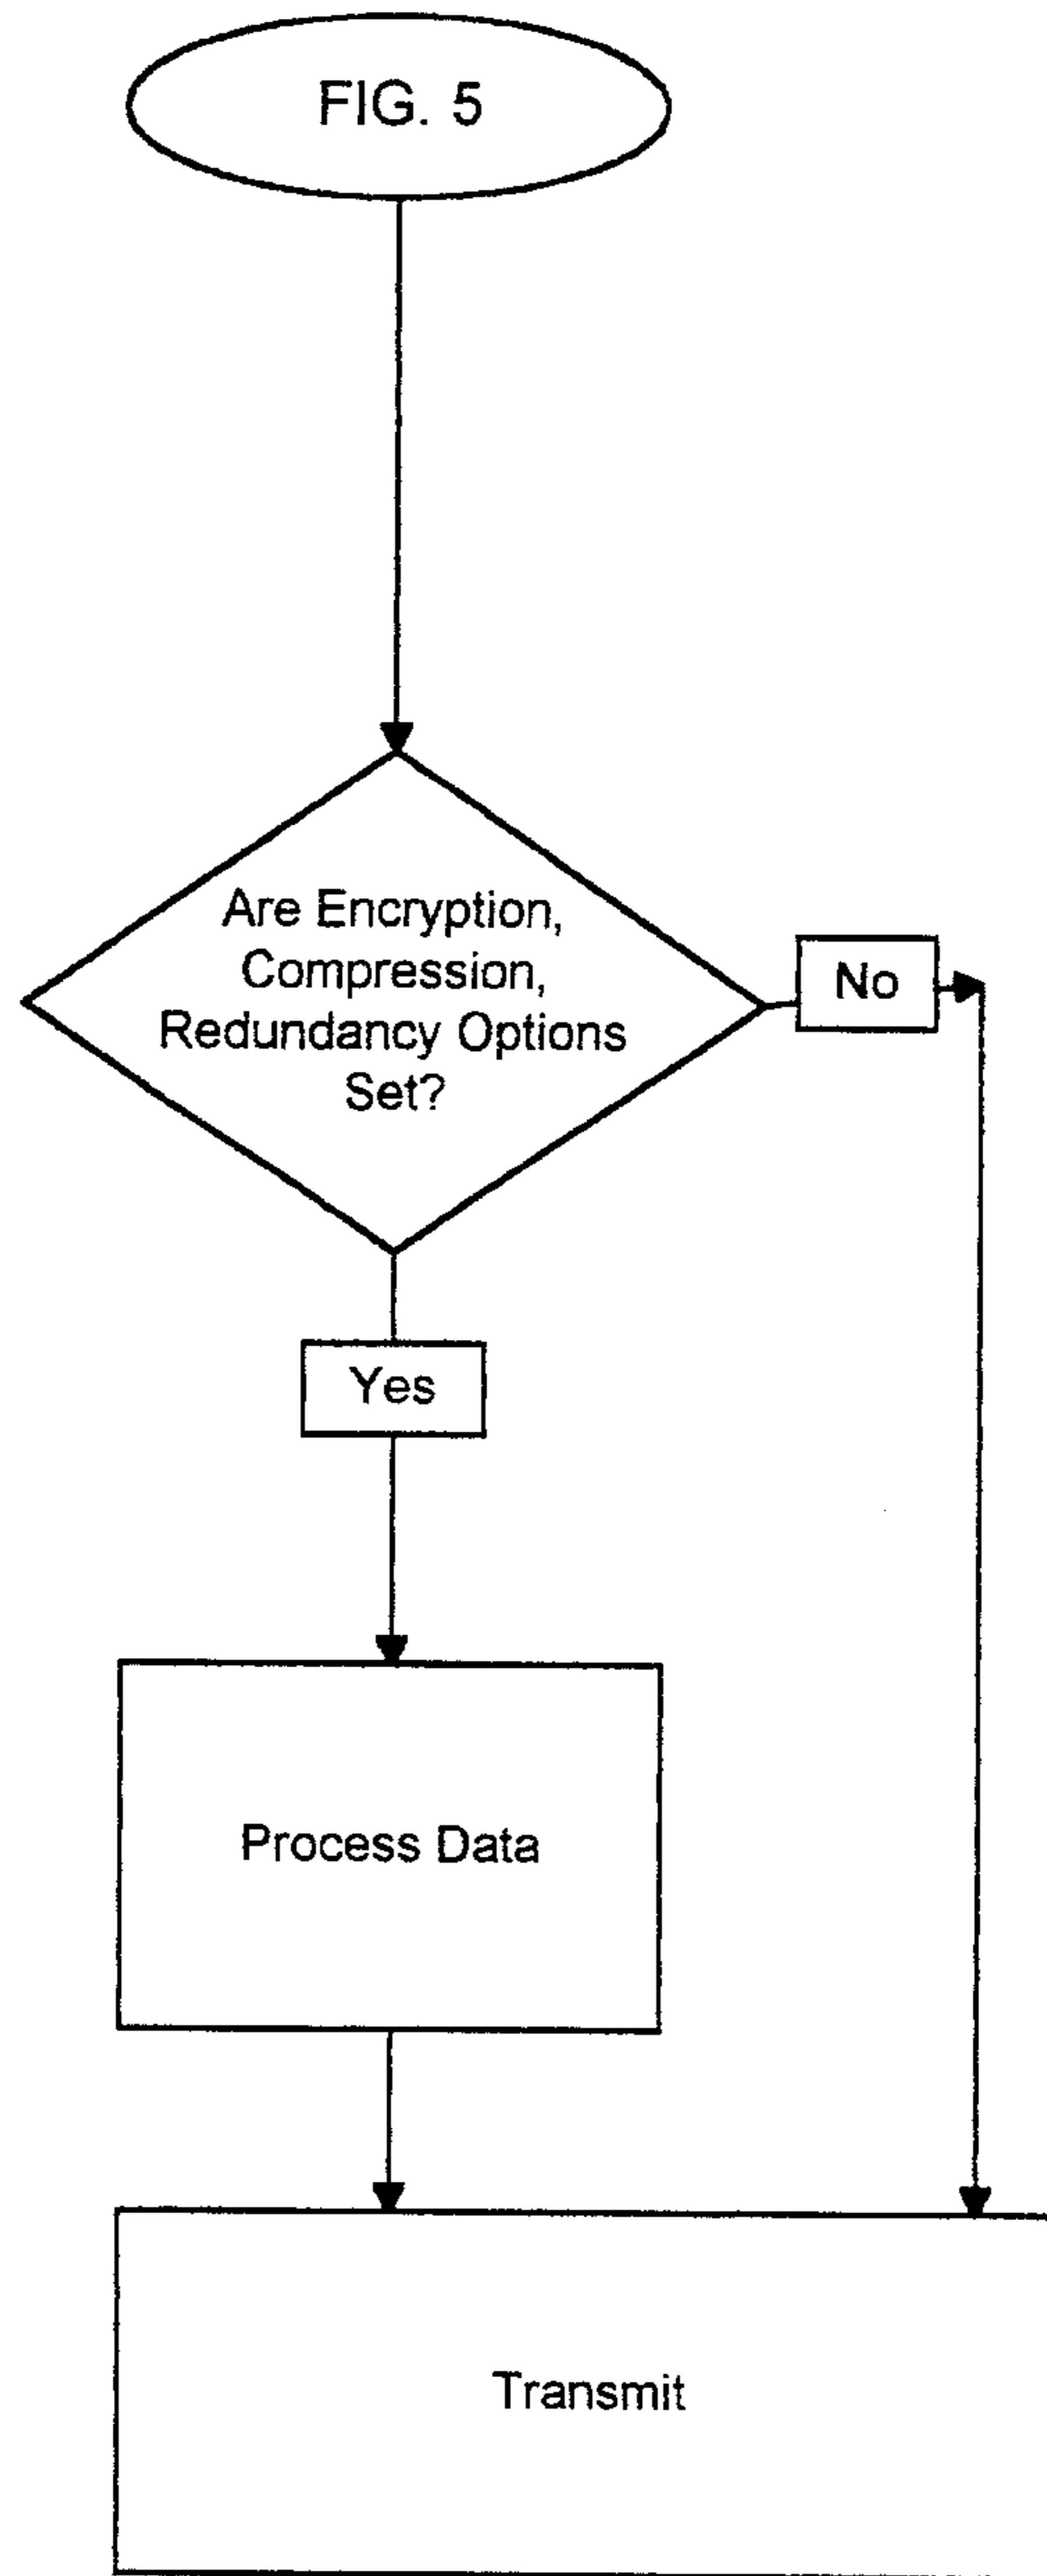 FIG. 5
Are Encryption,
Compression,
Redundancy Options
Set?
No
Yes
Process Data
Transmit